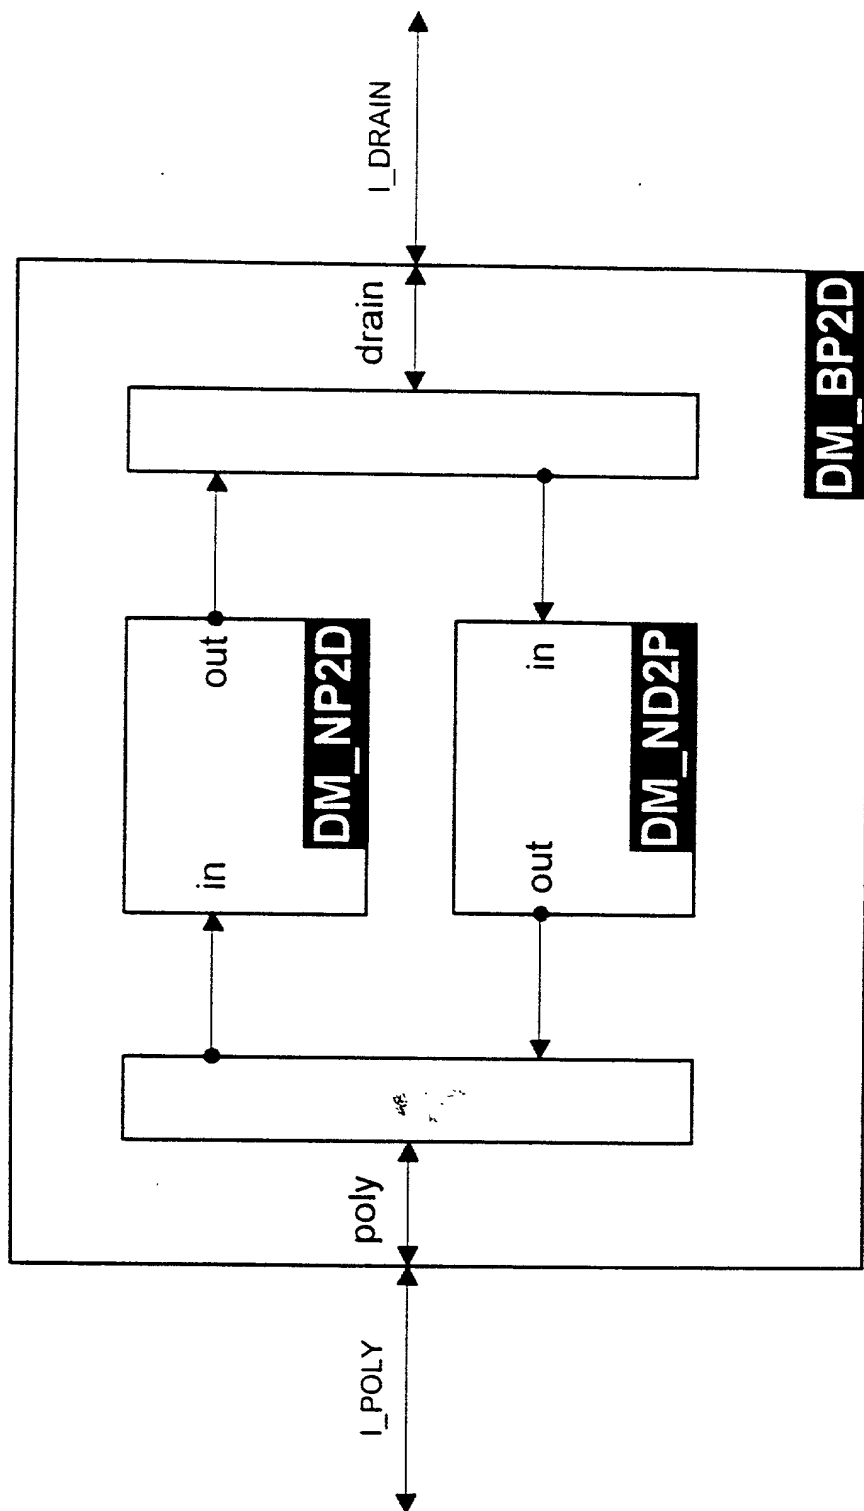 I_POLY
poly
in
out
DM_NP2D
out
in
DM_ND2P
drain
I_DRAIN
DM_BP2D